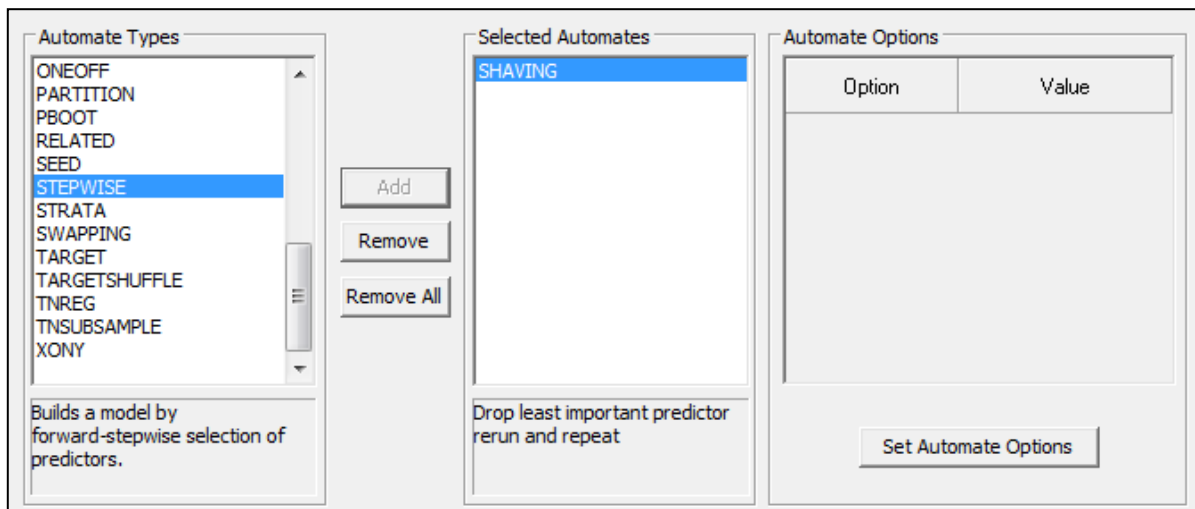 Automate Types
ONEOFF
PARTITION
PBOOT
RELATED
SEED
STEPWISE
STRATA
SWAPPING
TARGET
TARGETSHUFFLE
TNREG
TNSUBSAMPLE
XONY
Builds a model by
forward-stepwise selection of
predictors.
Add
Remove
Remove All
Selected Automates
SHAVING
Drop least important predictor
rerun and repeat
Automate Options
Option Value
Set Automate Options